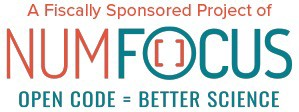 A Fiscally Sponsored Project of
NUMFOCUS
OPEN CODE = BETTER SCIENCE